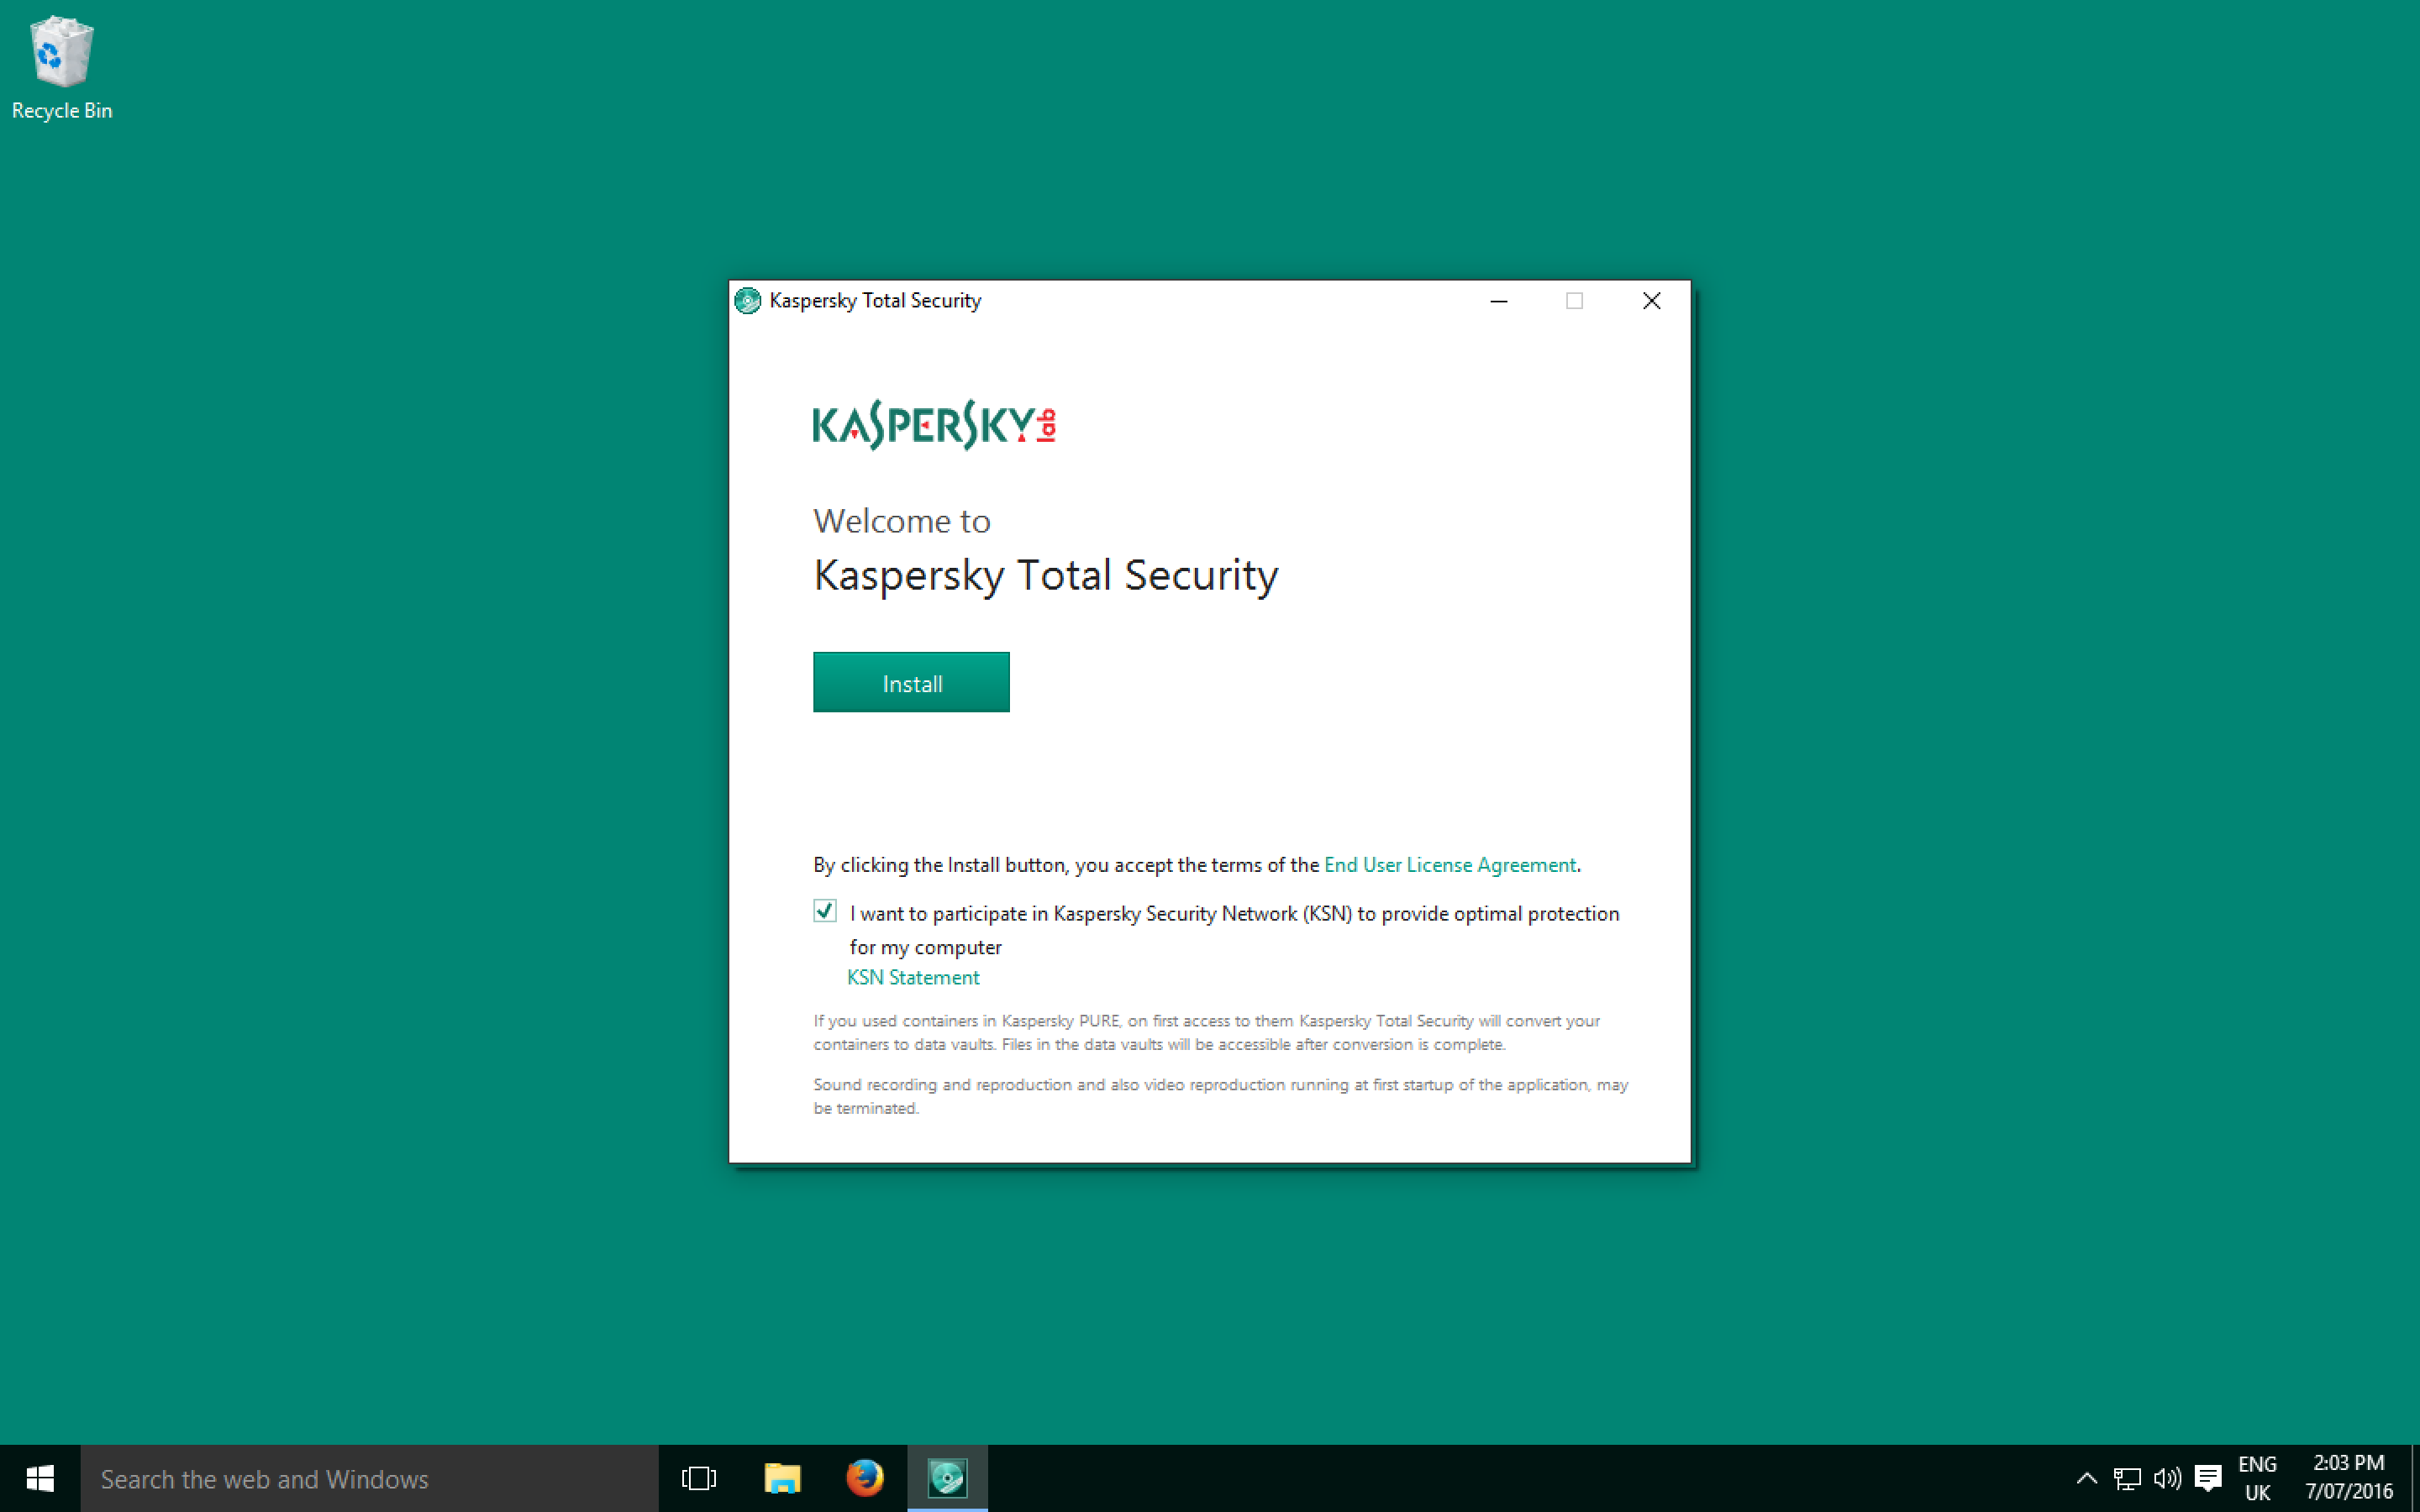 Recycle Bin
Kaspersky Total Security
KASPERSKY lab
Welcome to
Kaspersky Total Security
Install
By clicking the Install button, you accept the terms of the End User License Agreement.
I want to participate in Kaspersky Security Network (KSN) to provide optimal protection
for my computer
KSN Statement
If you used containers in Kaspersky PURE, on first access to them Kaspersky Total Security will convert your
containers to data vaults. Files in the data vaults will be accessible after conversion is complete.
Sound recording and reproduction and also video reproduction running at first startup of the application, may
be terminated.
Search the web and Windows
ENG
UK
2:03 PM
7/07/2016